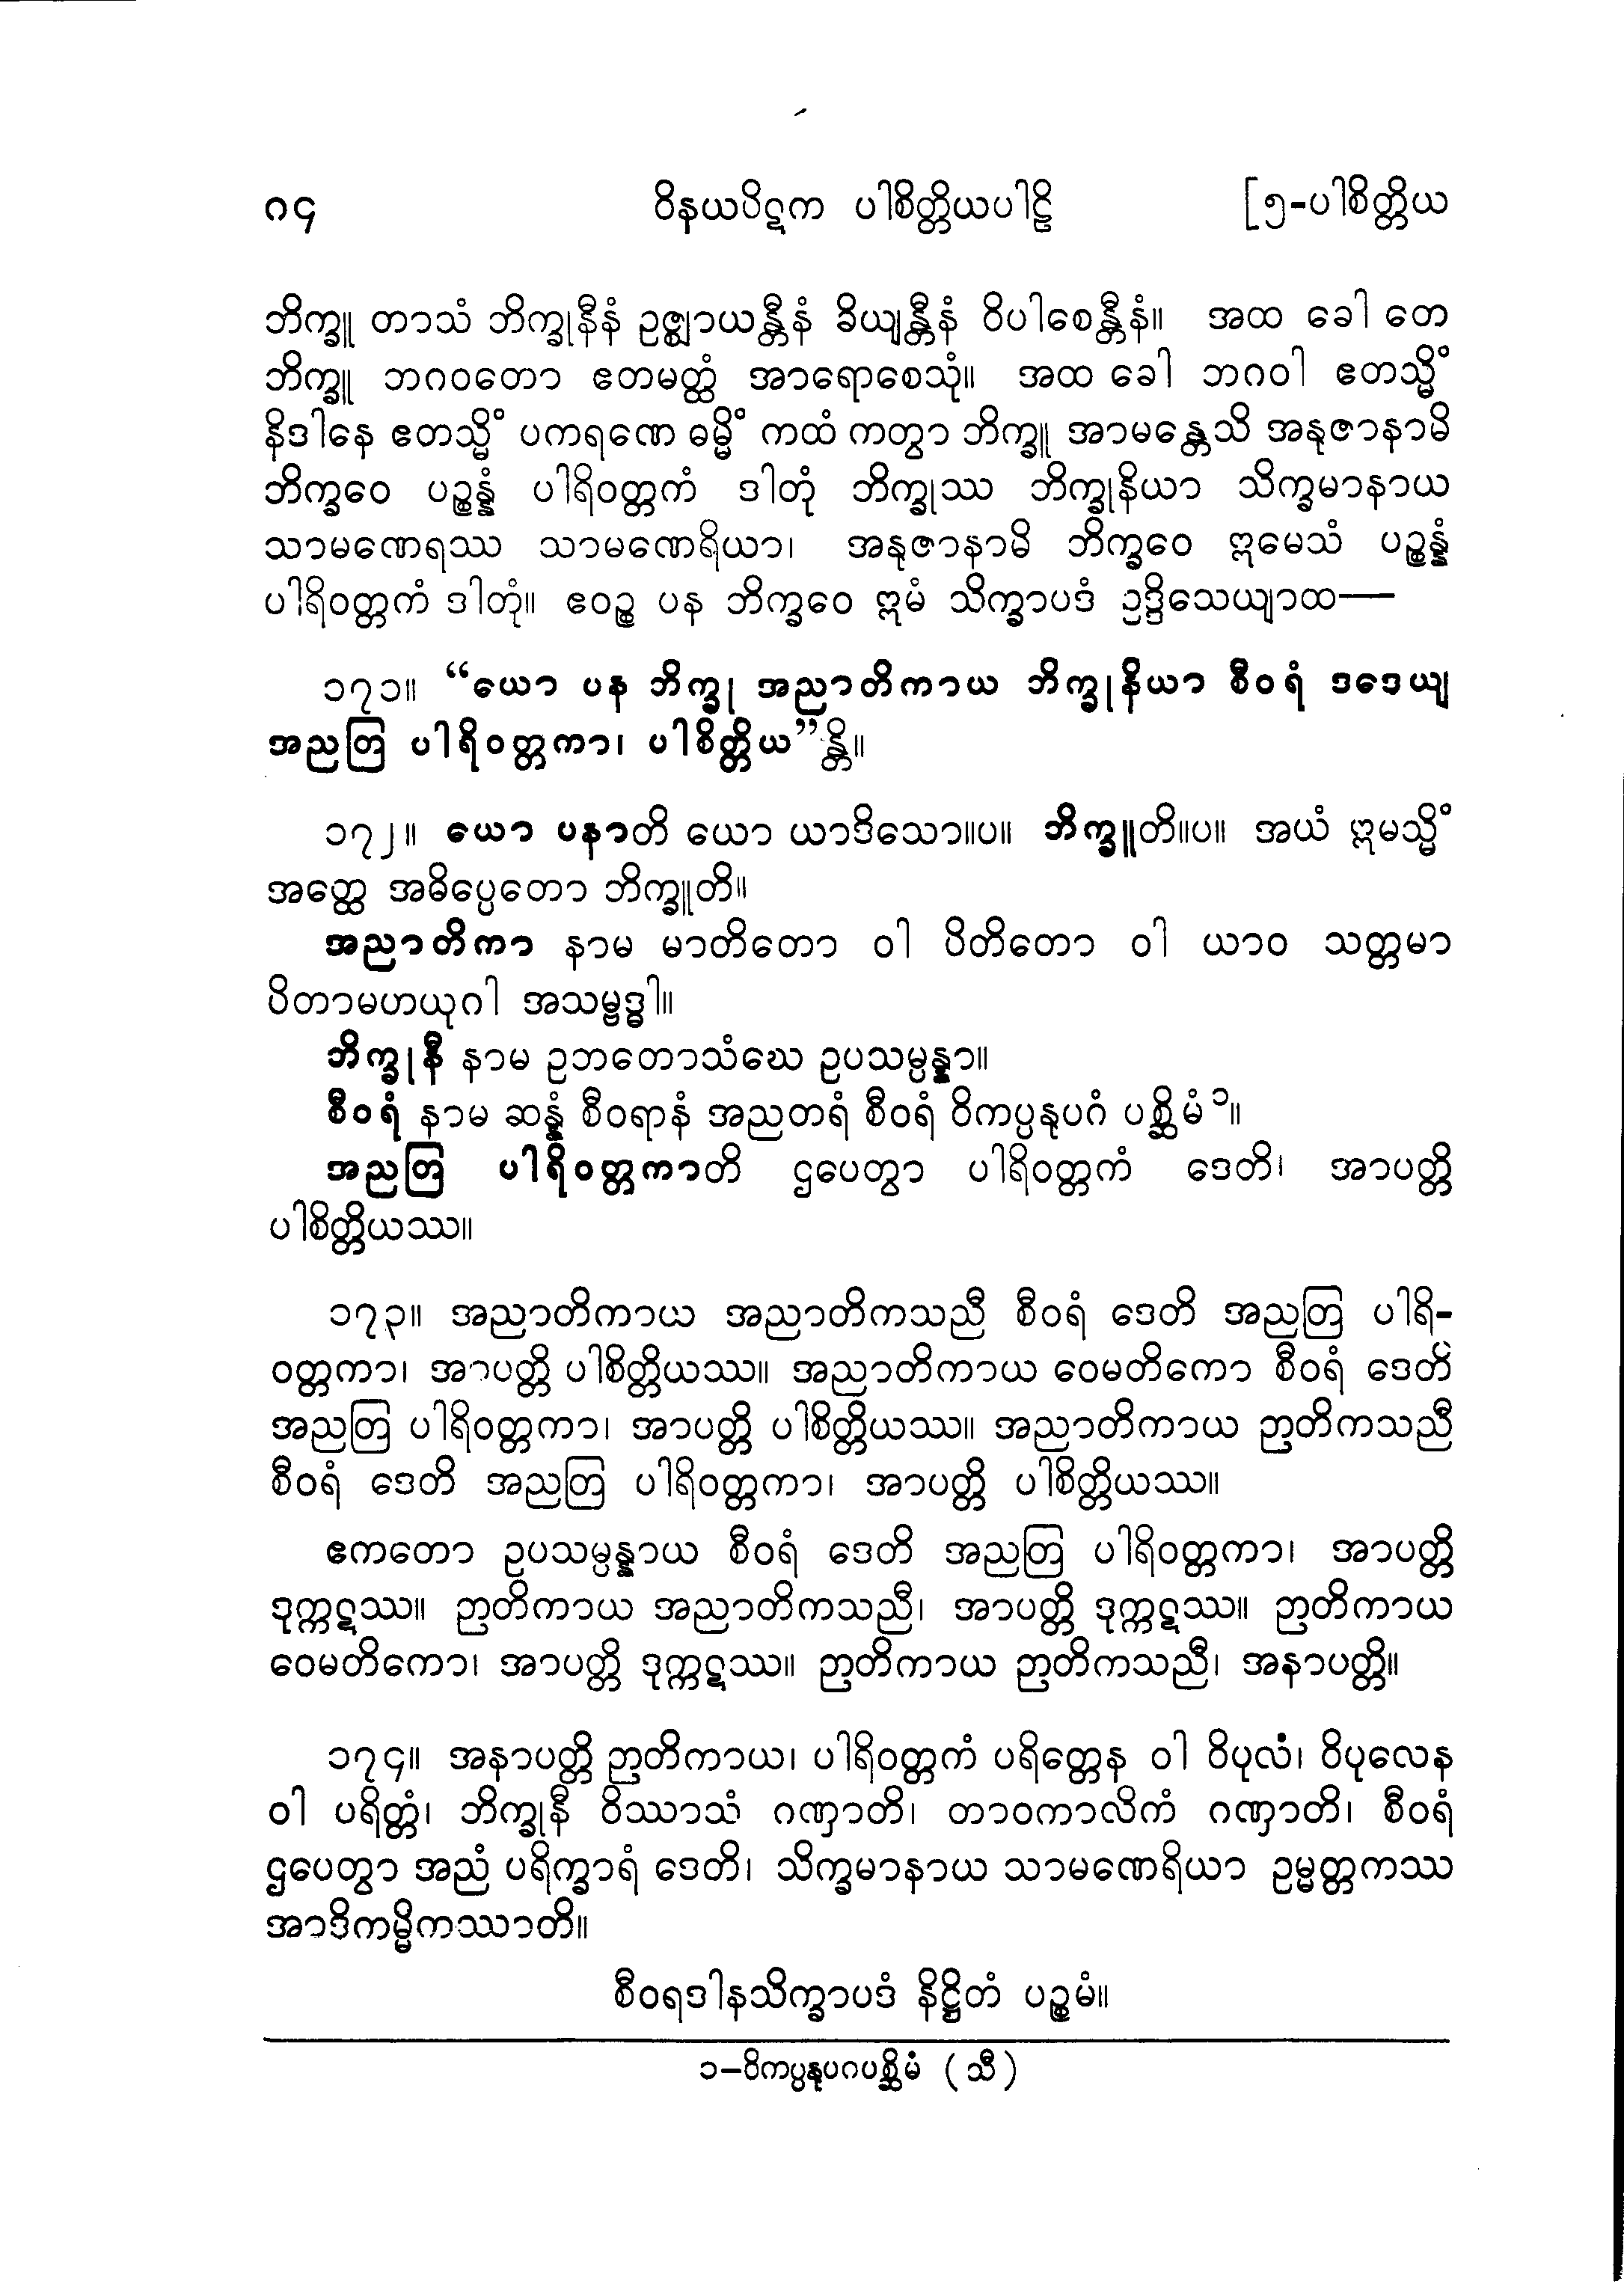 ၈၄ ဝိနယပိဋက ပါစိတ္တိယပါဠိ [၅-ပါစိတ္တိယ
ဘိက္ခူ တာသံ ဘိက္ခုနီနံ ဥဇ္ဈာယန္တီနံ ခိယျန္တီနံ ဝိပါစေန္တီနံ။ အထ ခေါ တေ
ဘိက္ခူ ဘဂဝတော ဧတမတ္ထံ အာရောစေသုံ။ အထ ခေါ ဘဂဝါ ဧတသ္မိံ
နိဒါနေ ဧတသ္မိံ ပကရဏေ ဓမ္မိံ ကထံ ကတွာ ဘိက္ခူ အာမန္တေသိ အနုဇာနာမိ
ဘိက္ခဝေ ပဉ္စန္နံ ပါရိဝတ္တကံ ဒါတုံ ဘိက္ခုဿ ဘိက္ခုနိယာ သိက္ခမာနာယ
သာမဏေရဿ သာမဏေရိယာ၊ အနုဇာနာမိ ဘိက္ခဝေ ဣမေသံ ပဉ္စန္နံ
ပါရိဝတ္တကံ ဒါတုံ။ ဧဝဉ္စ ပန ဘိက္ခဝေ ဣမံ သိက္ခာပဒံ ဥဒ္ဒိသေယျာထ—
၁၇၁။ “ယော ပန ဘိက္ခု အညာတိကာယ ဘိက္ခုနိယာ စီဝရံ ဒဒေယျ
အညတြ ပါရိဝတ္တကာ၊ ပါစိတ္တိယ”န္တိ။
၁၇၂။ ယော ပနာတိ ယော ယာဒိသော။ပ။ ဘိက္ခူတိ။ပ။ အယံ ဣမသ္မိံ
အတ္ထေ အဓိပ္ပေတော ဘိက္ခူတိ။
အညာတိကာ နာမ မာတိတော ဝါ ပိတိတော ဝါ ယာဝ သတ္တမာ
ပိတာမဟယုဂါ အသမ္ဗဒ္ဓါ။
ဘိက္ခုနီ နာမ ဥဘတောသံဃေ ဥပသမ္ပန္နာ။
စီဝရံ နာမ ဆန္နံ စီဝရာနံ အညတရံ စီဝရံ ဝိကပ္ပနုပဂံ ပစ္ဆိမံ ၁။
အညတြ ပါရိဝတ္တကာတိ ဌပေတွာ ပါရိဝတ္တကံ ဒေတိ၊ အာပတ္တိ
ပါစိတ္တိယဿ။
၁၇၃။ အညာတိကာယ အညာတိကသညီ စီဝရံ ဒေတိ အညတြ ပါရိ-
ဝတ္တကာ၊ အာပတ္တိ ပါစိတ္တိယဿ။ အညာတိကာယ ဝေမတိကော စီဝရံ ဒေတိ
အညတြ ပါရိဝတ္တကာ၊ အာပတ္တိ ပါစိတ္တိယဿ။ အညာတိကာယ ဉာတိကသညီ
စီဝရံ ဒေတိ အညတြ ပါရိဝတ္တကာ၊ အာပတ္တိ ပါစိတ္တိယဿ။
ဧကတော ဥပသမ္ပန္နာယ စီဝရံ ဒေတိ အညတြ ပါရိဝတ္တကာ၊ အာပတ္တိ
ဒုက္ကဋဿ။ ဉာတိကာယ အညာတိကသညီ၊ အာပတ္တိ ဒုက္ကဋဿ။ ဉာတိကာယ
ဝေမတိကော၊ အာပတ္တိ ဒုက္ကဋဿ။ ဉာတိကာယ ဉာတိကသညီ၊ အနာပတ္တိ။
၁၇၄။ အနာပတ္တိ ဉာတိကာယ၊ ပါရိဝတ္တကံ ပရိတ္တေန ဝါ ဝိပုလံ၊ ဝိပုလေန
ဝါ ပရိတ္တံ၊ ဘိက္ခုနီ ဝိဿာသံ ဂဏှာတိ၊ တာဝကာလိကံ ဂဏှာတိ၊ စီဝရံ
ဌပေတွာ အညံ ပရိက္ခာရံ ဒေတိ၊ သိက္ခမာနာယ သာမဏေရိယာ ဥမ္မတ္တကဿ
အာဒိကမ္မိကဿာတိ။
စီဝရဒါနသိက္ခာပဒံ နိဋ္ဌိတံ ပဉ္စမံ။
၁–ဝိကပ္ပနုပဂပစ္ဆိမံ (သီ)